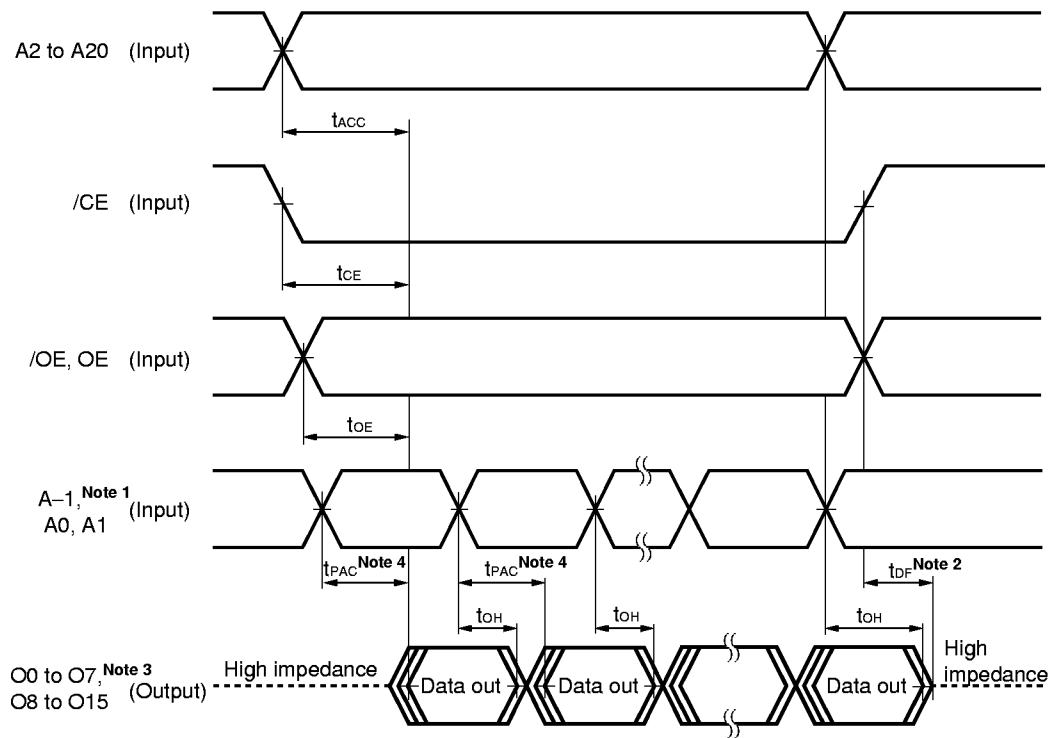 A2 to A20 (Input)
tACC
/CE (Input)
tCE
/OE, OE (Input)
tOE
A−1,Note 1
A0, A1 (Input)
tPACNote 4 tPACNote 4 tDFNote 2
tOH tOH tOH
O0 to O7,Note 3
O8 to O15 (Output)
High impedance
Data out Data out Data out
High
impedance